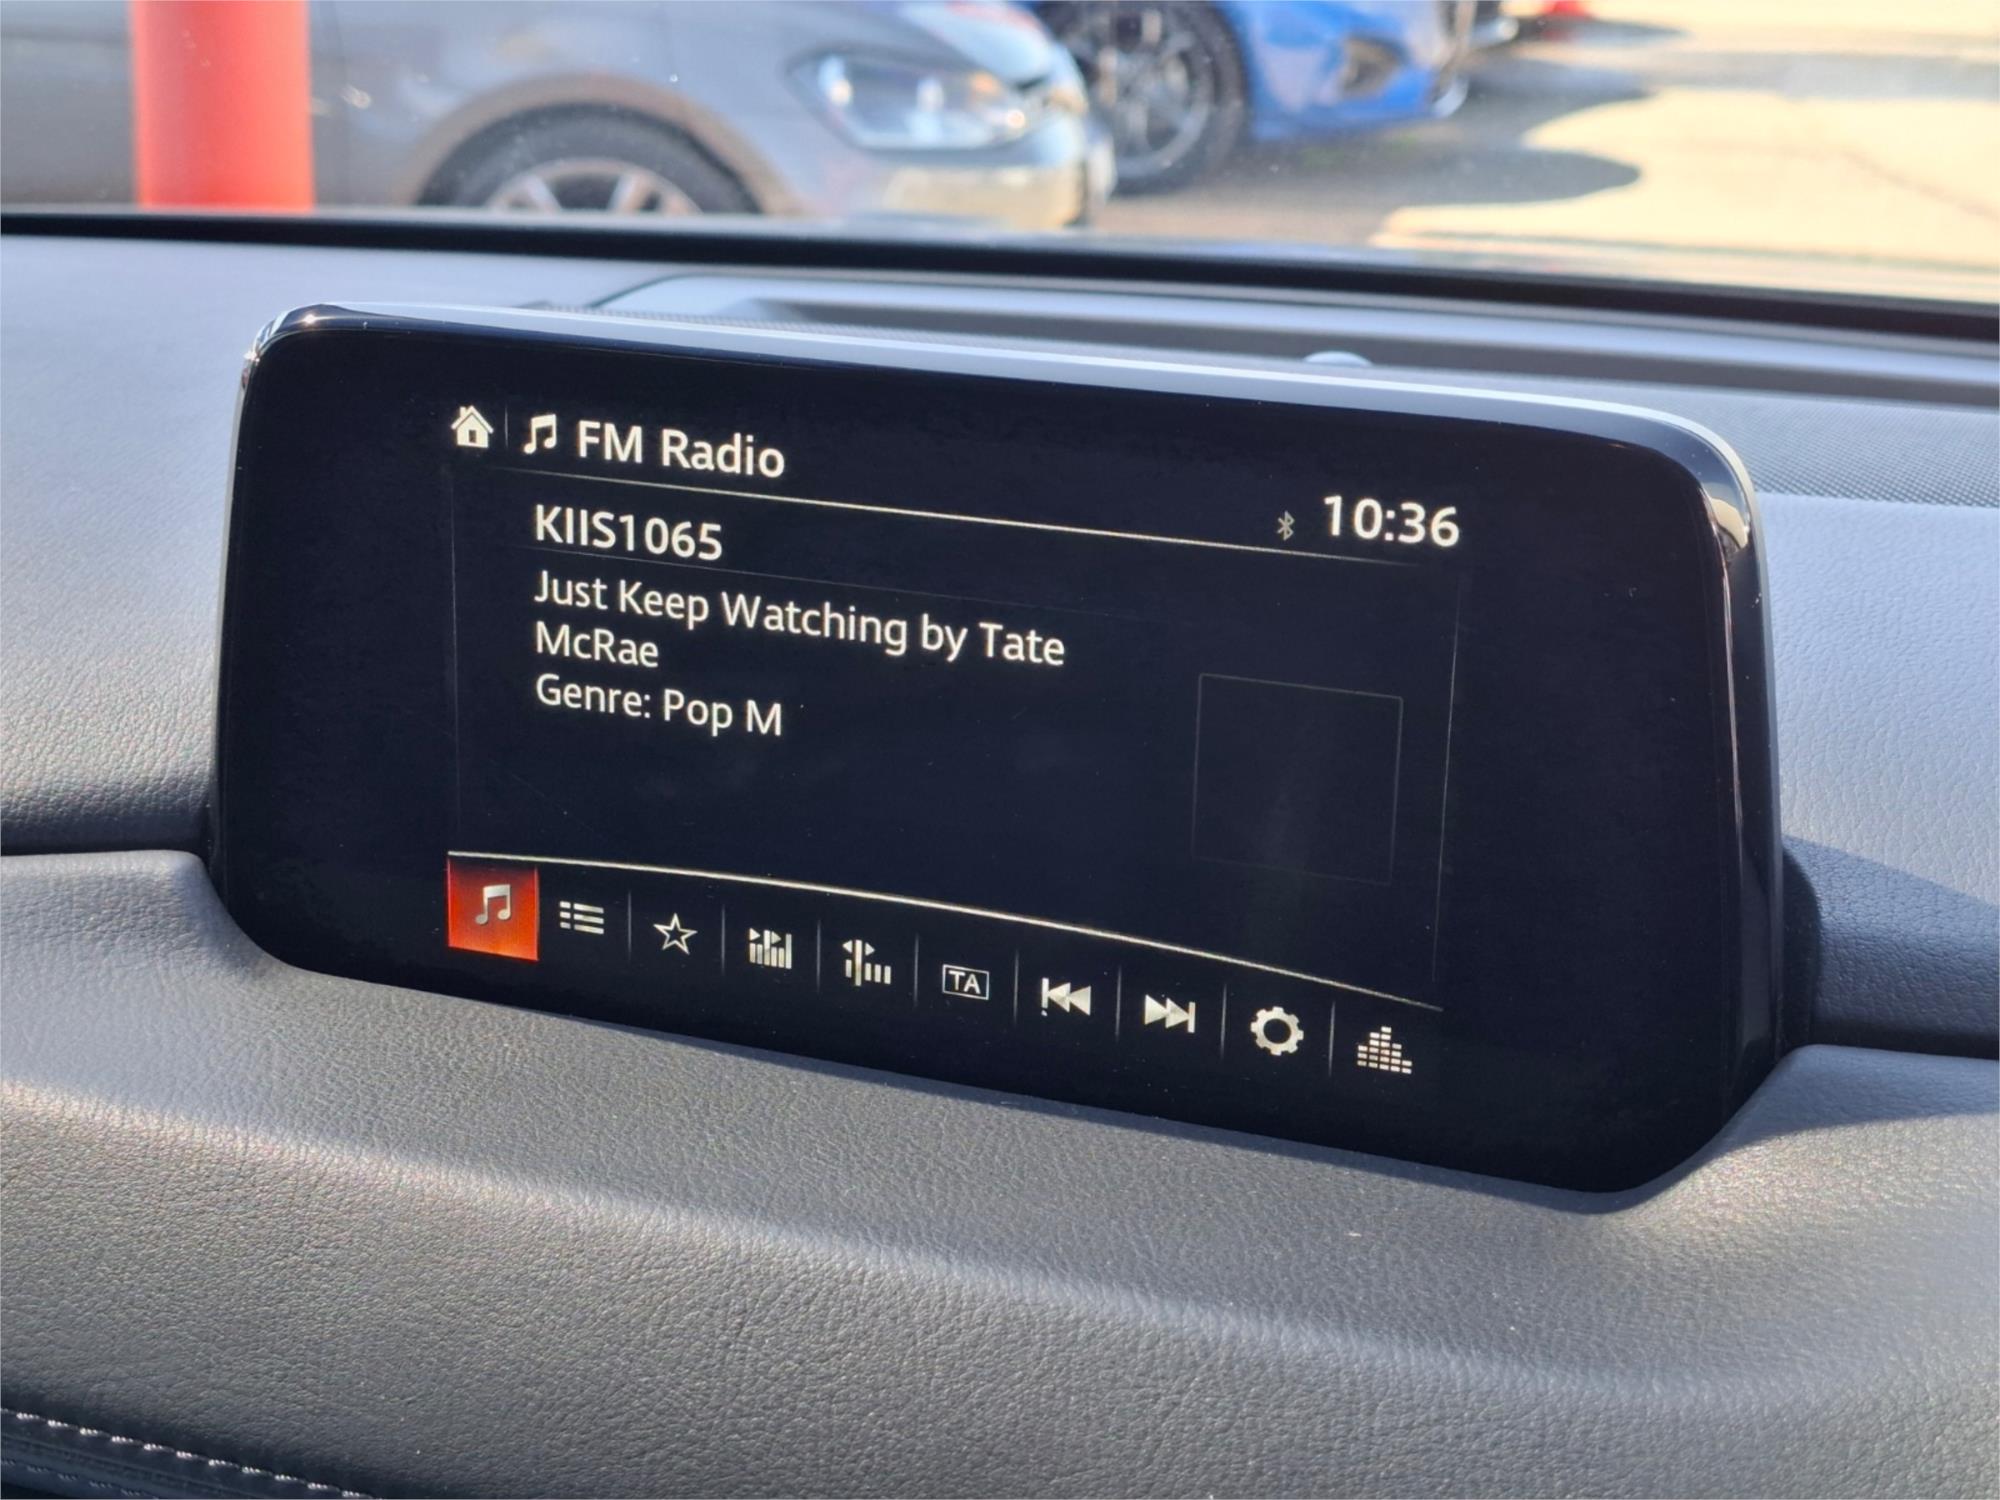 FM Radio
10:36
KIIS1065
Just Keep Watching by Tate
McRae
Genre: Pop M
TA